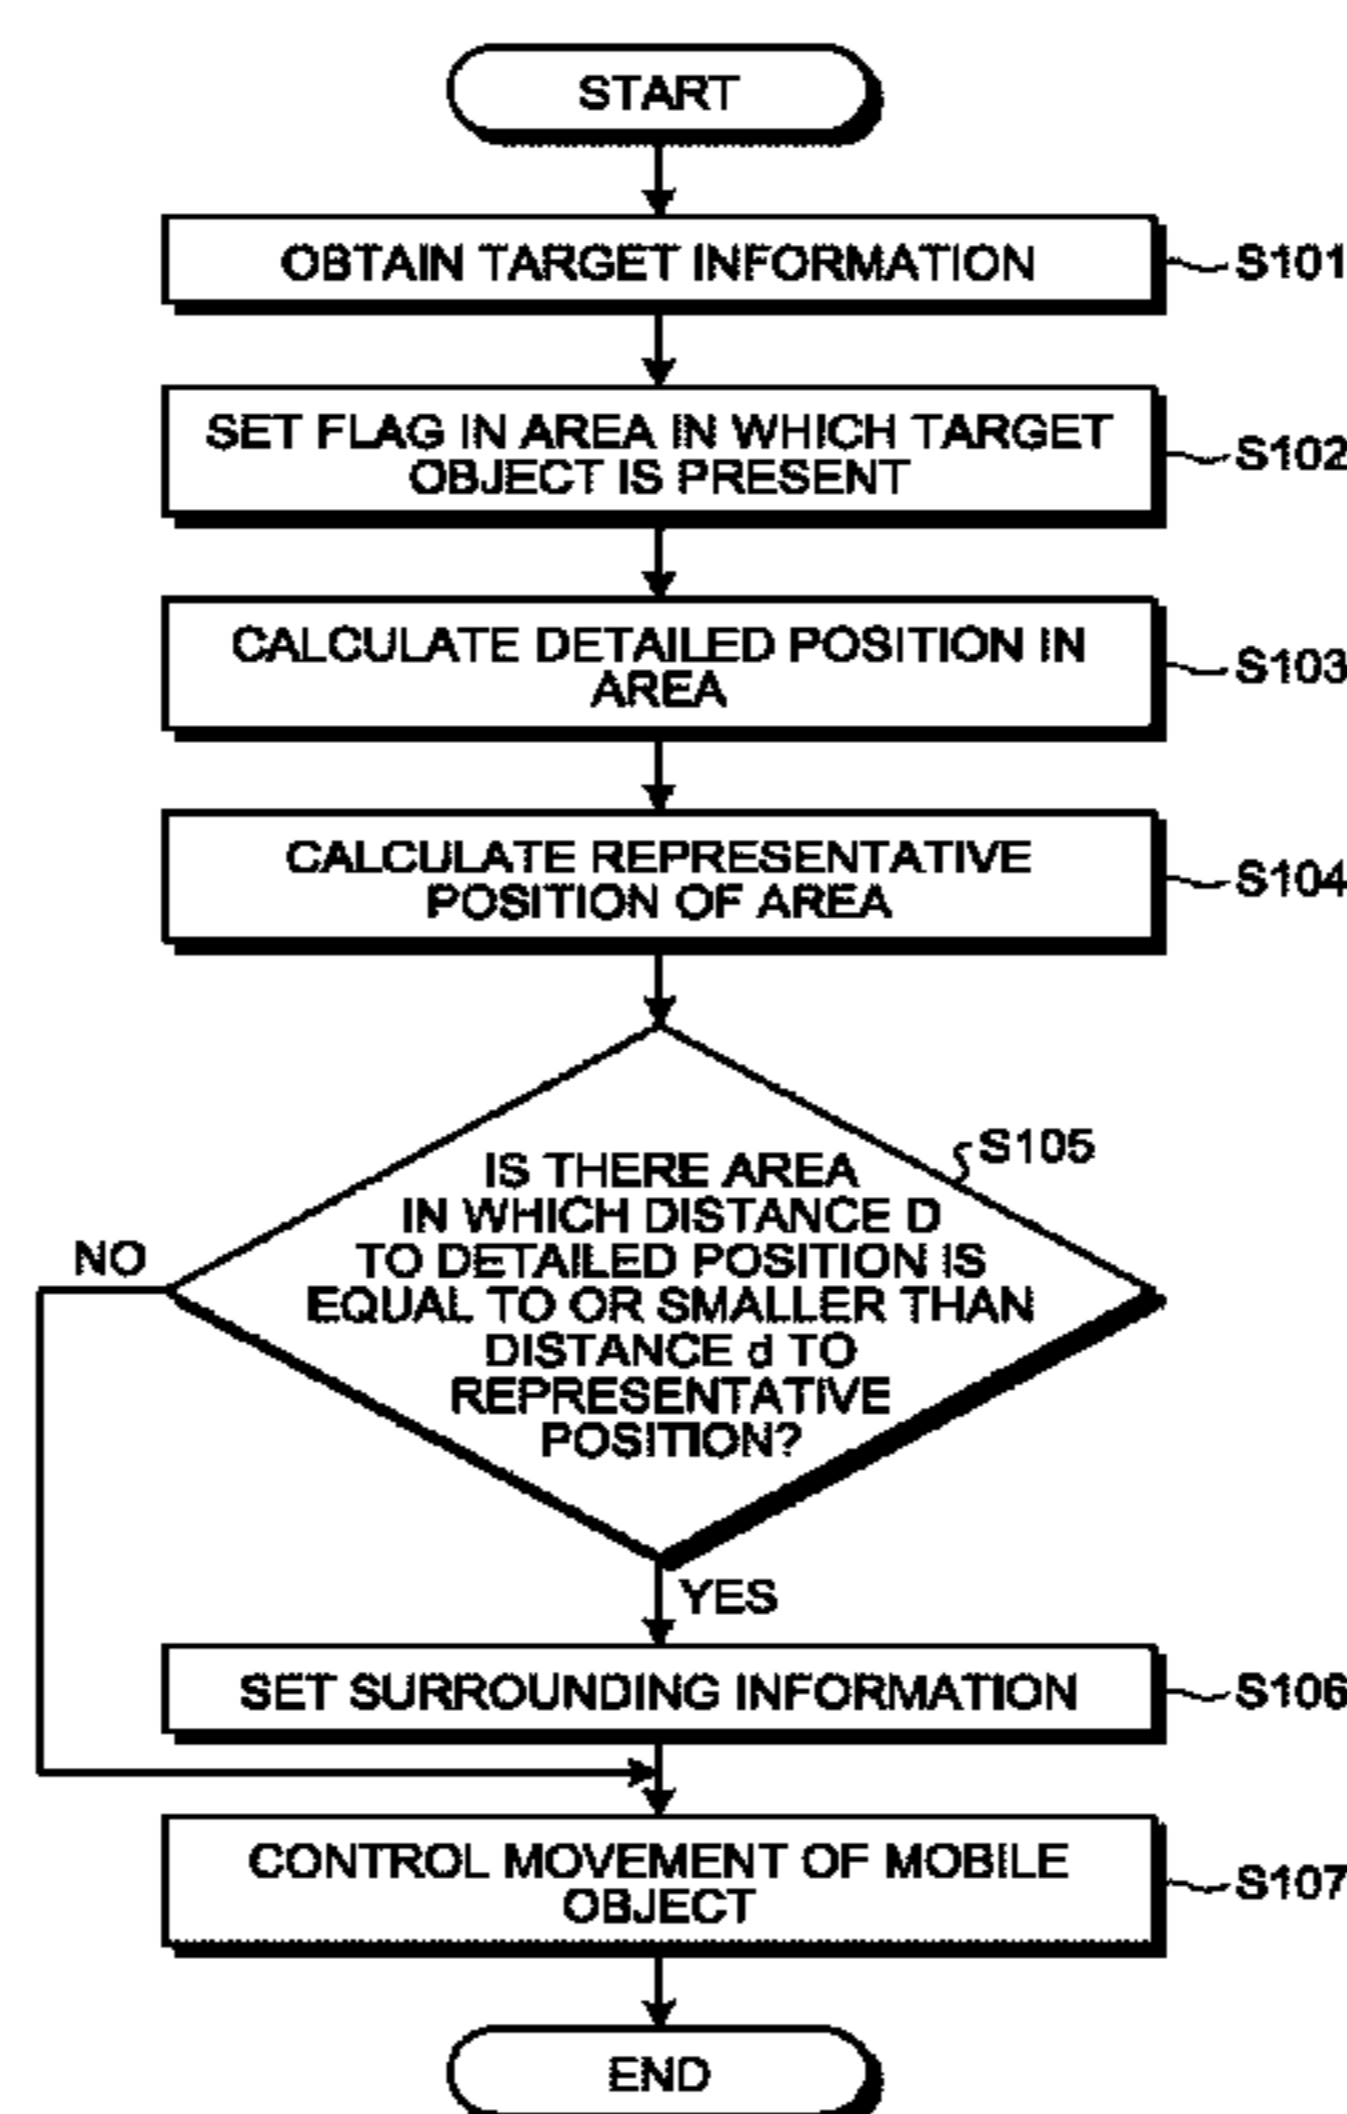 START
OBTAIN TARGET INFORMATION
S101
SET FLAG IN AREA IN WHICH TARGET
OBJECT IS PRESENT
S102
CALCULATE DETAILED POSITION IN
AREA
S103
CALCULATE REPRESENTATIVE
POSITION OF AREA
S104
S105
IS THERE AREA
IN WHICH DISTANCE D
TO DETAILED POSITION IS
EQUAL TO OR SMALLER THAN
DISTANCE d TO
REPRESENTATIVE
POSITION?
NO
YES
SET SURROUNDING INFORMATION
S106
CONTROL MOVEMENT OF MOBILE
OBJECT
S107
END